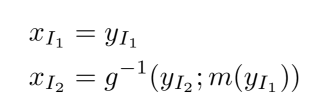 $x_{I_1} = y_{I_1}$
$x_{I_2} = g^{-1}(y_{I_2}; m(y_{I_1}))$